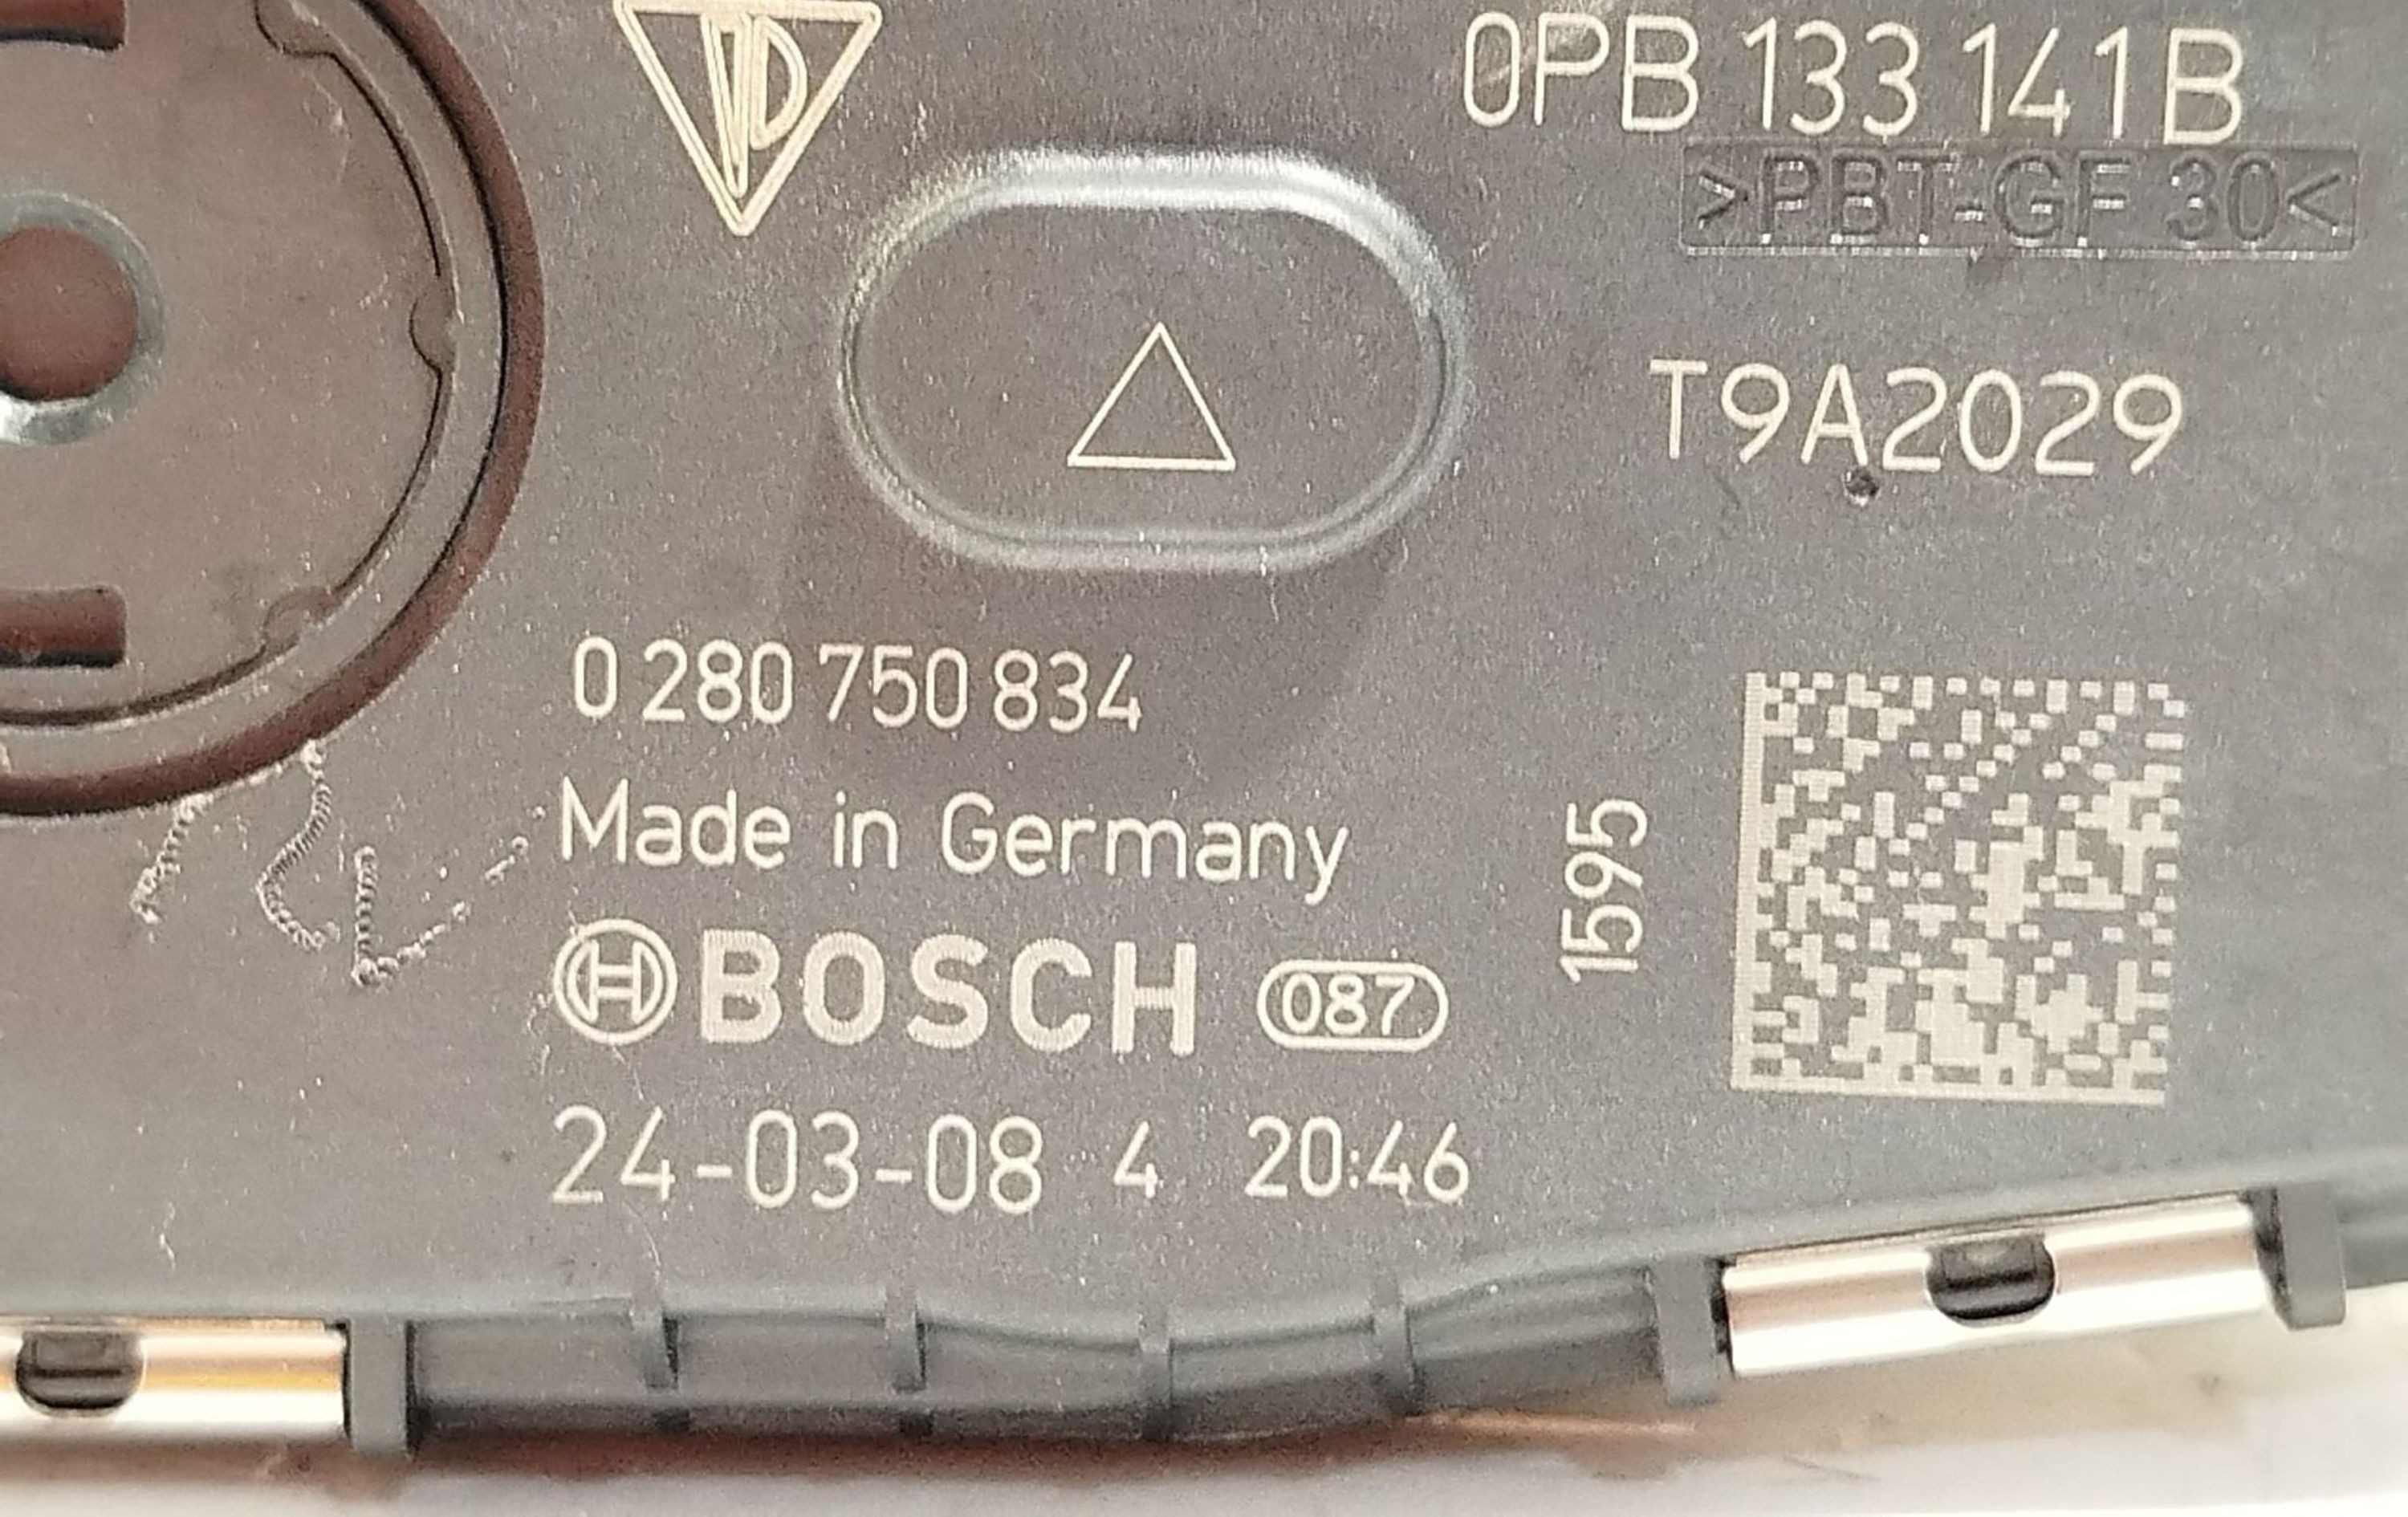 0PB 133 141 B
>PBT-GF 30<
T9A2029
0 280 750 834
Made in Germany
1595
BOSCH 087
24-03-08 4 20:46